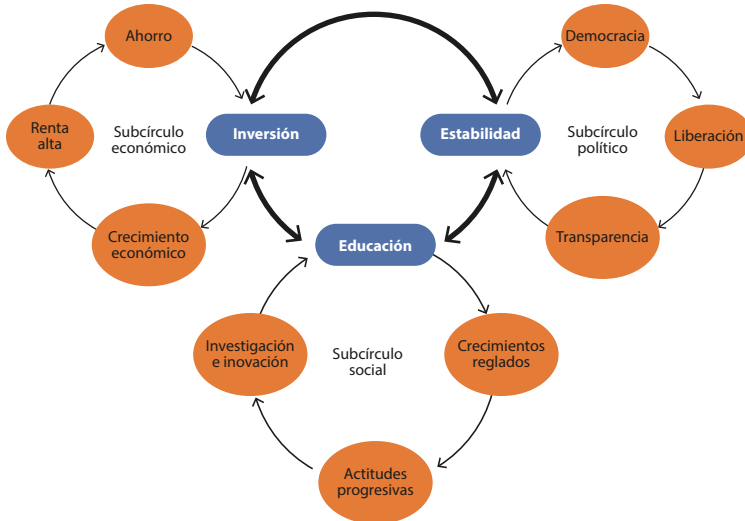 Ahorro
Renta
alta
Subcírculo
económico
Inversión
Crecimiento
económico
Democracia
Estabilidad
Subcírculo
político
Liberación
Transparencia
Educación
Investigación
e inovación
Subcírculo
social
Crecimientos
reglados
Actitudes
progresivas